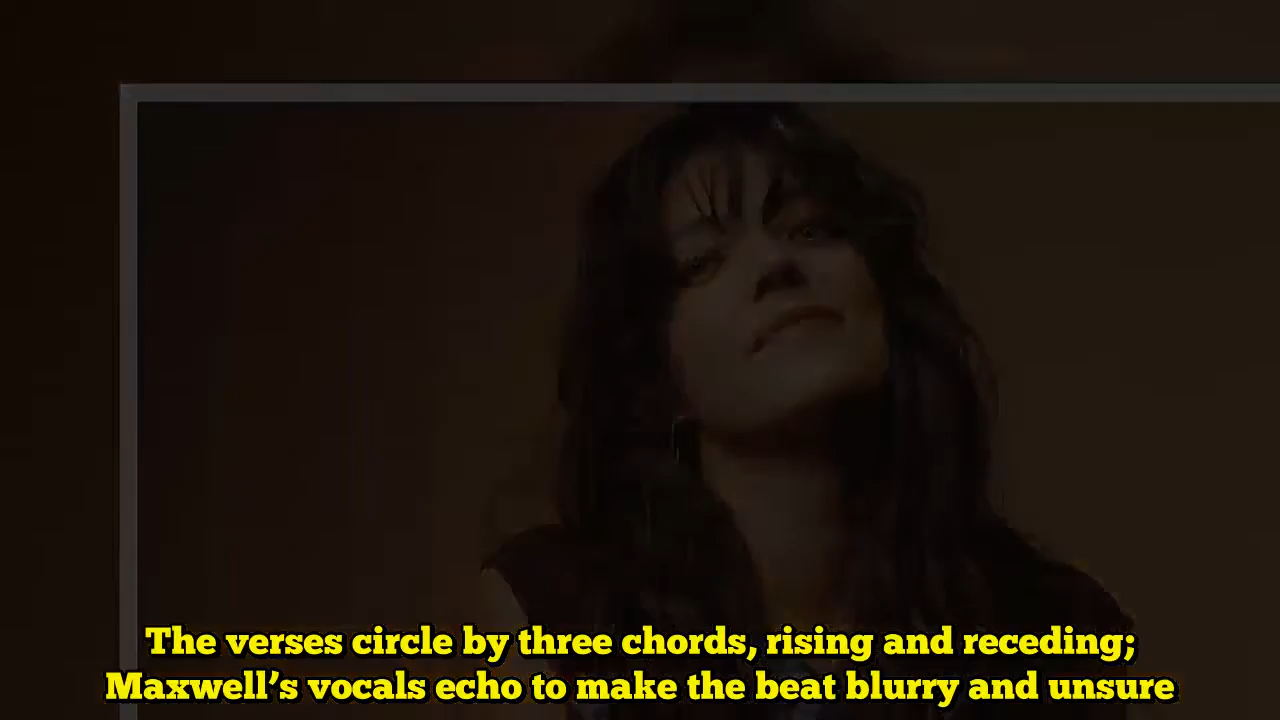 The verses circle by three chords, rising and receding;
Maxwell’s vocals echo to make the beat blurry and unsure